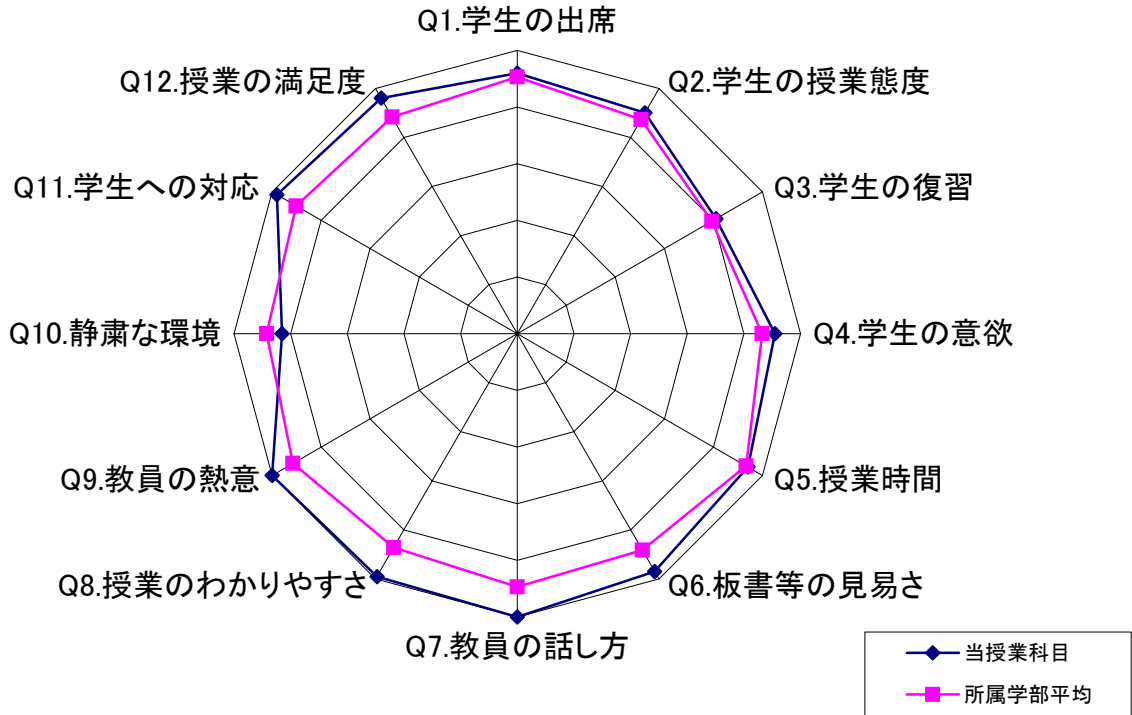 Q1.学生の出席
Q2.学生の授業態度
Q3.学生の復習
Q4.学生の意欲
Q5.授業時間
Q6.板書等の見易さ
Q7.教員の話し方
Q8.授業のわかりやすさ
Q9.教員の熱意
Q10.静粛な環境
Q11.学生への対応
Q12.授業の満足度
当授業科目
所属学部平均